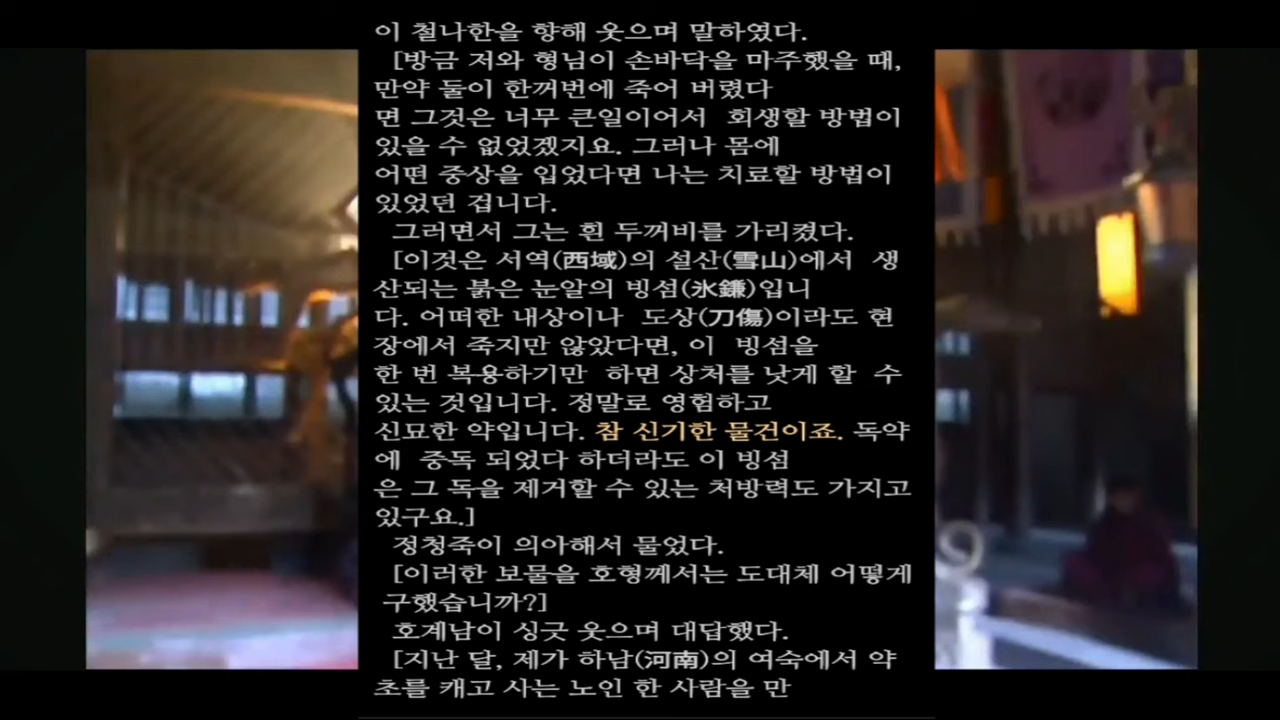 이 철나한을 향해 웃으며 말하였다.
[방금 저와 형님이 손바닥을 마주했을 때,
만약 둘이 한꺼번에 죽어 버렸다
면 그것은 너무 큰일이어서 회생할 방법이
있을 수 없었겠지요. 그러나 몸에
어떤 중상을 입었다면 나는 치료할 방법이
있었던 겁니다.
그러면서 그는 흰 두꺼비를 가리켰다.
[이것은 서역(西域)의 설산(雪山)에서 생
산되는 붉은 눈알의 빙섬(氷鎌)입니
다. 어떠한 내상이나 도상(刀傷)이라도 현
장에서 죽지만 않았다면, 이 빙섬을
한 번 복용하기만 하면 상처를 낫게 할 수
있는 것입니다. 정말로 영험하고
신묘한 약입니다. 참 신기한 물건이죠. 독약
에 중독 되었다 하더라도 이 빙섬
은 그 독을 제거할 수 있는 처방력도 가지고
있구요.]
정청죽이 의아해서 물었다.
[이러한 보물을 호형께서는 도대체 어떻게
구했습니까?]
호계남이 싱긋 웃으며 대답했다.
[지난 달, 제가 하남(河南)의 여숙에서 약
초를 캐고 사는 노인 한 사람을 만